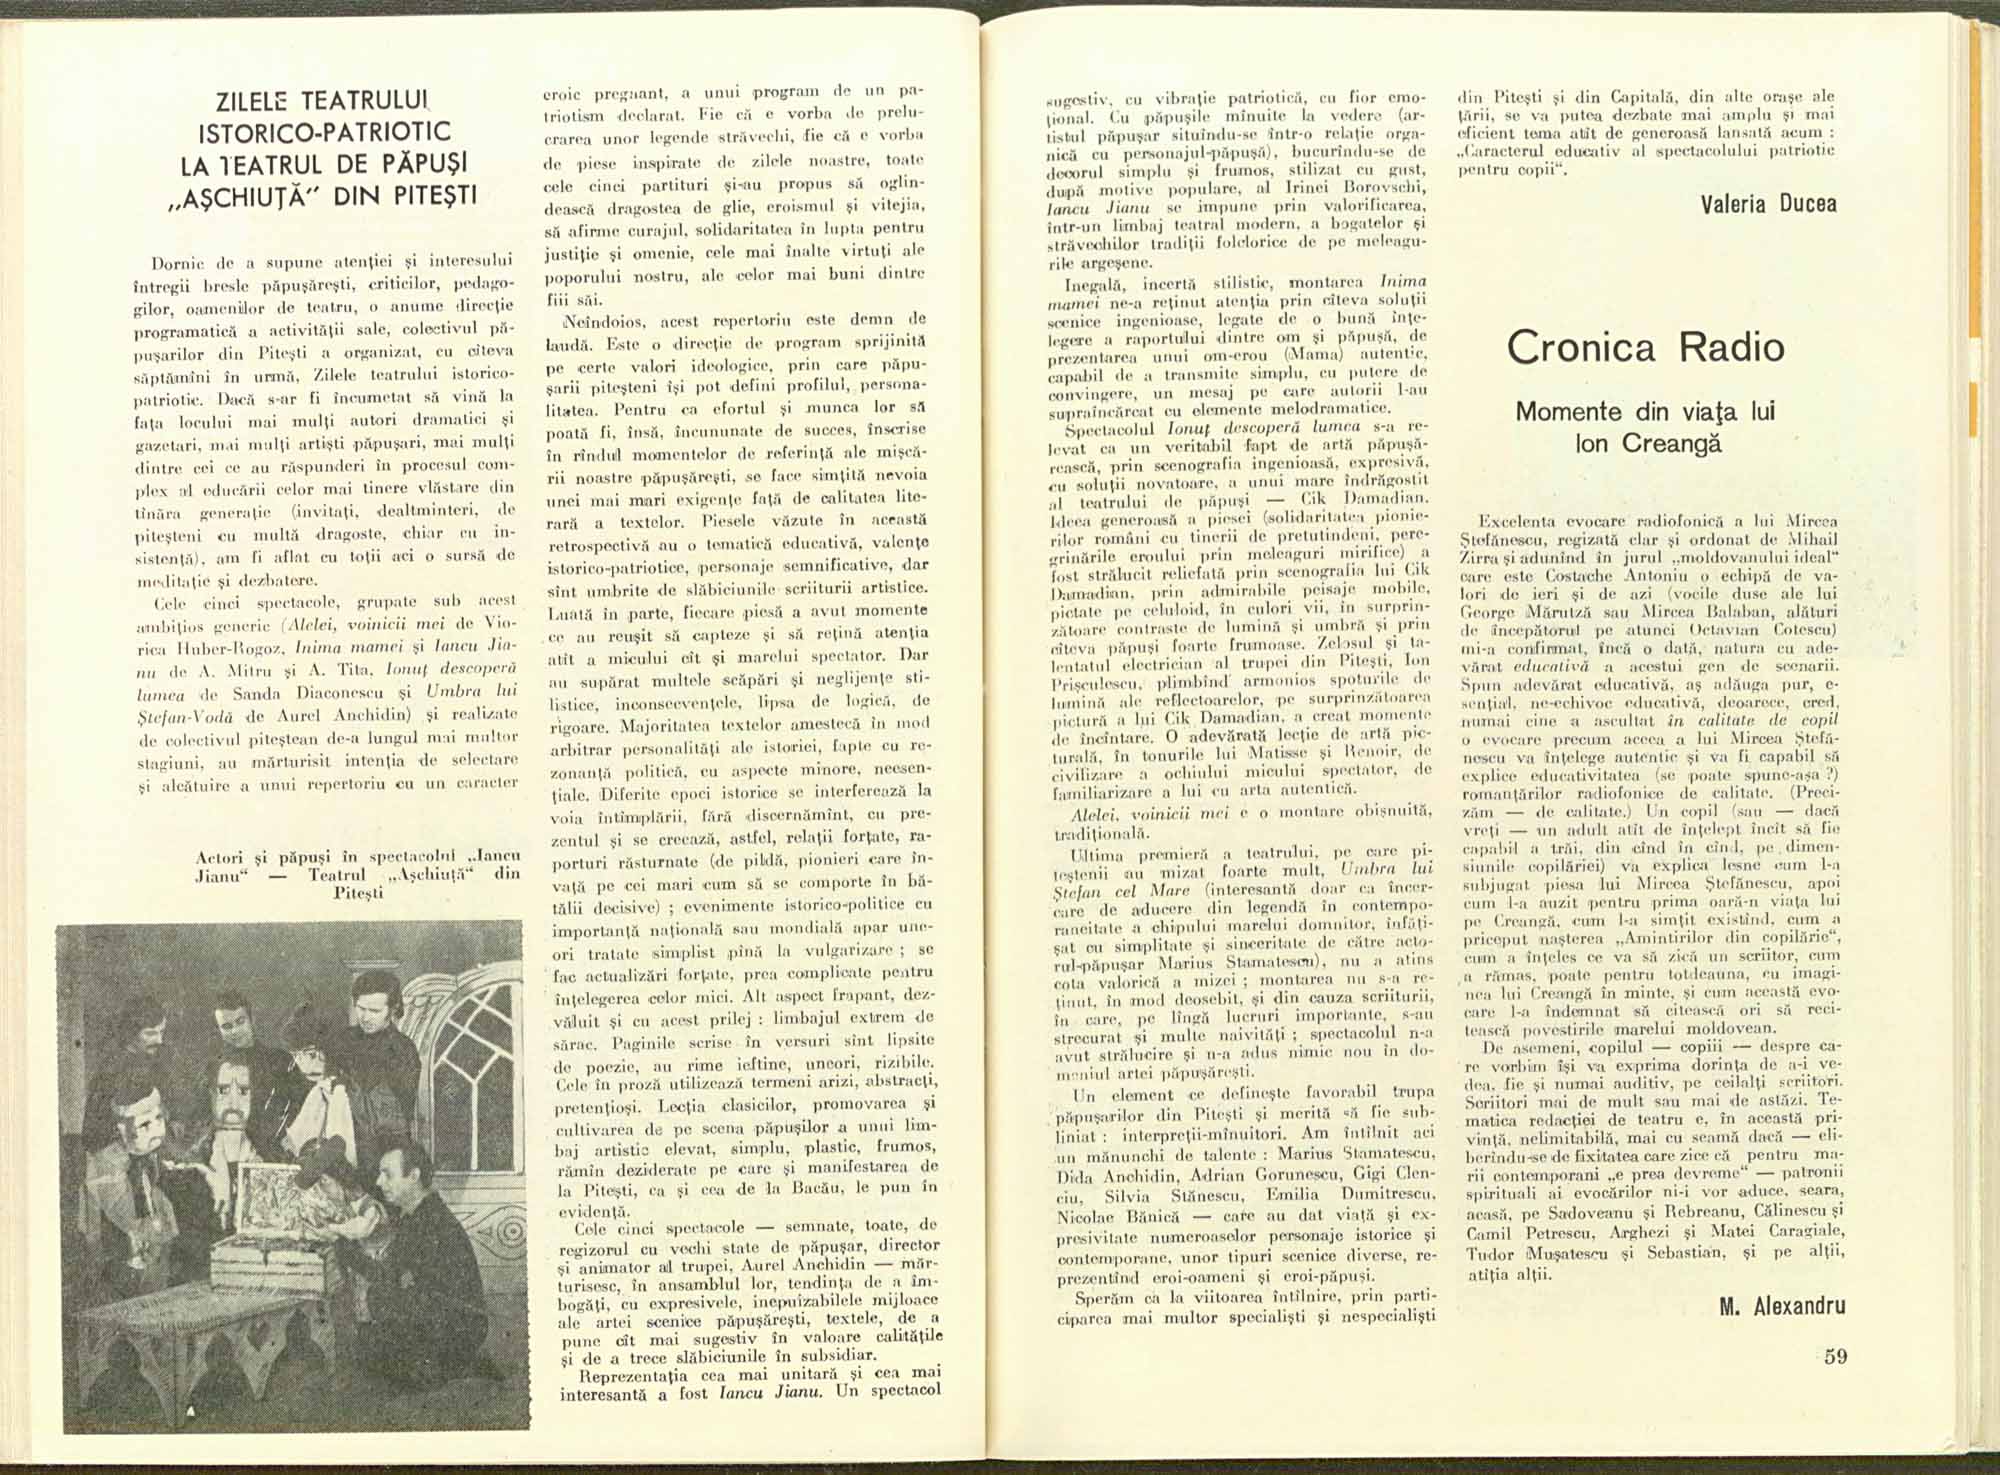 ZILELE TEATRULUI
ISTORICO-PATRIOTIC
LA TEATRUL DE PĂPUȘI
„AȘCHIUȚĂ” DIN PITEȘTI
Dornic de a supune atenției și interesului
întregii bresle păpușărești, criticilor, pedago-
gilor, oamenilor de teatru, o anume direcție
programatică a activității sale, colectivul pă-
pușarilor din Pitești a organizat, cu cîteva
săptămîni în urmă, Zilele teatrului istorico-
patriotic. Dacă s-ar fi încumetat să vină la
fața locului mai mulți autori dramatici și
gazetari, mai mulți artiști păpușari, mai mulți
dintre cei ce au răspunderi în procesul com-
plex al educării celor mai tinere vlăstare din
tînăra generație (invitați, dealtminteri, de
piteșteni cu multă dragoste, chiar cu in-
sistență), am fi aflat cu toții aci o sursă de
meditație și dezbatere.
Cele cinci spectacole, grupate sub acest
ambițios generic (Alelei, voinicii mei de Vio-
rica Huber-Rogoz, Inima mamei și Iancu Jia-
nu de A. Mitru și A. Tita, Ionuț descoperă
lumea de Sanda Diaconescu și Umbra lui
Ștefan-Vodă de Aurel Anchidin) și realizate
de colectivul piteștean de-a lungul mai multor
stagiuni, au mărturisit intenția de selectare
și alcătuire a unui repertoriu cu un caracter
Actori și păpuși în spectacolul „Iancu
Jianu“ — Teatrul „Așchiuță“ din
Pitești
eroic pregnant, a unui program de un pa-
triotism declarat. Fie că e vorba de prelu-
crarea unor legende străvechi, fie că e vorba
de piese inspirate de zilele noastre, toate
cele cinci partituri și-au propus să oglin-
dească dragostea de glie, eroismul și vitejia,
să afirme curajul, solidaritatea în lupta pentru
justiție și omenie, cele mai înalte virtuți ale
poporului nostru, ale celor mai buni dintre
fiii săi.
Neîndoios, acest repertoriu este demn de
laudă. Este o direcție de program sprijinită
pe certe valori ideologice, prin care păpu-
șarii piteșteni își pot defini profilul, persona-
litatea. Pentru ca efortul și munca lor să
poată fi, însă, încununate de succes, înscrise
în rîndul momentelor de referință ale mișcă-
rii noastre păpușărești, se face simțită nevoia
unei mai mari exigențe față de calitatea lite-
rară a textelor. Piesele văzute în această
retrospectivă au o tematică educativă, valențe
istorico-patriotice, personaje semnificative, dar
sînt umbrite de slăbiciunile scriiturii artistice.
Luată în parte, fiecare piesă a avut momente
ce au reușit să capteze și să rețină atenția
atît a micului cît și marelui spectator. Dar
au supărat multele scăpări și neglijențe sti-
listice, inconsecvențele, lipsa de logică, de
rigoare. Majoritatea textelor amestecă în mod
arbitrar personalități ale istoriei, fapte cu re-
zonanță politică, cu aspecte minore, neesen-
țiale. Diferite epoci istorice se interferează la
voia întîmplării, fără discernămînt, cu pre-
zentul și se creează, astfel, relații forțate, ra-
porturi răsturnate (de pildă, pionieri care în-
vață pe cei mari cum să se comporte în bă-
tălii decisive) ; evenimente istorico-politice cu
importanță națională sau mondială apar une-
ori tratate simplist pînă la vulgarizare ; se
fac actualizări forțate, prea complicate pentru
înțelegerea celor mici. Alt aspect frapant, dez-
văluit și cu acest prilej : limbajul extrem de
sărac. Paginile scrise în versuri sînt lipsite
de poezie, au rime ieftine, uneori, rizibile.
Cele în proză utilizează termeni arizi, abstracți,
pretențioși. Lecția clasicilor, promovarea și
cultivarea de pe scena păpușilor a unui lim-
baj artistic elevat, simplu, plastic, frumos,
rămîn deziderate pe care și manifestarea de
la Pitești, ca și cea de la Bacău, le pun în
evidență.
Cele cinci spectacole — semnate, toate, de
regizorul cu vechi state de păpușar, director
și animator al trupei, Aurel Anchidin — măr-
turisesc, în ansamblul lor, tendința de a îm-
bogăți, cu expresivele, inepuizabilele mijloace
ale artei scenice păpușărești, textele, de a
pune cît mai sugestiv în valoare calitățile
și de a trece slăbiciunile în subsidiar.
Reprezentația cea mai unitară și cea mai
interesantă a fost Iancu Jianu. Un spectacol
sugestiv, cu vibrație patriotică, cu fior emo-
țional. Cu păpușile mînuite la vedere (ar-
tistul păpușar situîndu-se într-o relație orga-
nică cu personajul-păpușă), bucurîndu-se de
decorul simplu și frumos, stilizat cu gust,
după motive populare, al Irinei Borovschi,
Iancu Jianu se impune prin valorificarea,
într-un limbaj teatral modern, a bogatelor și
străvechilor tradiții folclorice de pe meleagu-
rile argeșene.
Inegală, incertă stilistic, montarea Inima
mamei ne-a reținut atenția prin cîteva soluții
scenice ingenioase, legate de o bună înțe-
legere a raportului dintre om și păpușă, de
prezentarea unui om-erou (Mama) autentic,
capabil de a transmite simplu, cu putere de
convingere, un mesaj pe care autorii l-au
supraîncărcat cu elemente melodramatice.
Spectacolul Ionuț descoperă lumea s-a re-
levat ca un veritabil fapt de artă păpușă-
rească, prin scenografia ingenioasă, expresivă,
cu soluții novatoare, a unui mare îndrăgostit
al teatrului de păpuși — Cik Damadian.
Ideea generoasă a piesei (solidaritatea pionie-
rilor români cu tinerii de pretutindeni, pere-
grinările eroului prin meleaguri mirifice) a
fost strălucit reliefată prin scenografia lui Cik
Damadian, prin admirabile peisaje mobile,
pictate pe celuloid, în culori vii, în surprin-
zătoare contraste de lumină și umbră și prin
cîteva păpuși foarte frumoase. Zelosul și ta-
lentatul electrician al trupei din Pitești, Ion
Prișculescu, plimbînd armonios spoturile de
lumină ale reflectoarelor, pe surprinzătoarea
pictură a lui Cik Damadian, a creat momente
de încîntare. O adevărată lecție de artă pic-
turală, în tonurile lui Matisse și Renoir, de
civilizare a ochiului micului spectator, de
familiarizare a lui cu arta autentică.
Alelei, voinicii mei e o montare obișnuită,
tradițională.
Ultima premieră a teatrului, pe care pi-
teștenii au mizat foarte mult, Umbra lui
Ștefan cel Mare (interesantă doar ca încer-
care de aducere din legendă în contempo-
raneitate a chipului marelui domnitor, înfăți-
șat cu simplitate și sinceritate de către acto-
rul-păpușar Marius Stamatescu), nu a atins
cota valorică a mizei ; montarea nu s-a re-
ținut, în mod deosebit, și din cauza scriiturii,
în care, pe lîngă lucruri importante, s-au
strecurat și multe naivități ; spectacolul n-a
avut strălucire și n-a adus nimic nou în do-
meniul artei păpușărești.
Un element ce definește favorabil trupa
păpușarilor din Pitești și merită să fie sub-
liniat : interpreții-mînuitori. Am întîlnit aci
un mănunchi de talente : Marius Stamatescu,
Dida Anchidin, Adrian Gorunescu, Gigi Clen-
ciu, Silvia Stănescu, Emilia Dumitrescu,
Nicolae Bănică — care au dat viață și ex-
presivitate numeroaselor personaje istorice și
contemporane, unor tipuri scenice diverse, re-
prezentînd eroi-oameni și eroi-păpuși.
Sperăm ca la viitoarea întîlnire, prin parti-
ciparea mai multor specialiști și nespecialiști
din Pitești și din Capitală, din alte orașe ale
țării, se va putea dezbate mai amplu și mai
eficient tema atît de generoasă lansată acum :
„Caracterul educativ al spectacolului patriotic
pentru copii“.
Valeria Ducea
Cronica Radio
Momente din viața lui
Ion Creangă
Excelenta evocare radiofonică a lui Mircea
Ștefănescu, regizată clar și ordonat de Mihail
Zirra și adunînd în jurul „moldovanului ideal“
care este Costache Antoniu o echipă de va-
lori de ieri și de azi (vocile duse ale lui
George Mărutză sau Mircea Balaban, alături
de începătorul pe atunci Octavian Cotescu)
mi-a confirmat, încă o dată, natura cu ade-
vărat educativă a acestui gen de scenarii.
Spun adevărat educativă, aș adăuga pur, e-
sențial, ne-echivoc educativă, deoarece, cred,
numai cine a ascultat în calitate de copil
o evocare precum aceea a lui Mircea Ștefă-
nescu va înțelege autentic și va fi capabil să
explice educativitatea (se poate spune-așa ?)
romanțărilor radiofonice de calitate. (Preci-
zăm — de calitate.) Un copil (sau — dacă
vreți — un adult atît de înțelept încît să fie
capabil a trăi, din cînd în cînd, pe dimen-
siunile copilăriei) va explica lesne cum l-a
subjugat piesa lui Mircea Ștefănescu, apoi
cum l-a auzit pentru prima oară-n viața lui
pe Creangă, cum l-a simțit existînd, cum a
priceput nașterea „Amintirilor din copilărie“,
cum a înțeles ce va să zică un scriitor, cum
a rămas, poate pentru totdeauna, cu imagi-
nea lui Creangă în minte, și cum această evo-
care l-a îndemnat să citească ori să reci-
tească povestirile marelui moldovean.
De asemeni, copilul — copiii — despre ca-
re vorbim își va exprima dorința de a-i ve-
dea, fie și numai auditiv, pe ceilalți scriitori.
Scriitori mai de mult sau mai de astăzi. Te-
matica redacției de teatru e, în această pri-
vință, nelimitabilă, mai cu seamă dacă — eli-
berîndu-se de fixitatea care zice că pentru ma-
rii contemporani „e prea devreme“ — patronii
spirituali ai evocărilor ni-i vor aduce, seara,
acasă, pe Sadoveanu și Rebreanu, Călinescu și
Camil Petrescu, Arghezi și Matei Caragiale,
Tudor Mușatescu și Sebastian, și pe alții,
atîția alții.
M. Alexandru
59